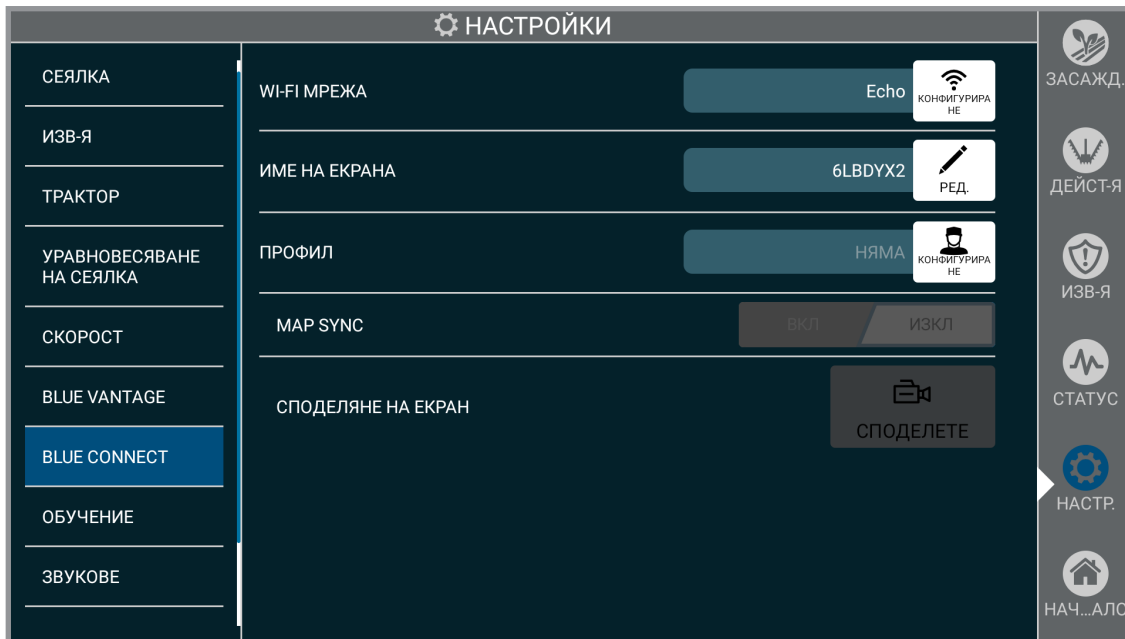 НАСТРОЙКИ
СЕЯЛКА
ИЗВ-Я
ТРАКТОР
УРАВНОВЕСЯВАНЕ
НА СЕЯЛКА
СКОРОСТ
BLUE VANTAGE
BLUE CONNECT
ОБУЧЕНИЕ
ЗВУКОВЕ
WI-FI МРЕЖА
Echo
КОНФИГУРИРА
НЕ
ИМЕ НА ЕКРАНА
6LBDYX2
РЕД.
ПРОФИЛ
НЯМА
КОНФИГУРИРА
НЕ
MAP SYNC
ВКЛ
ИЗКЛ
СПОДЕЛЯНЕ НА ЕКРАН
СПОДЕЛЕТЕ
ЗАСАЖД.
ДЕЙСТ-Я
ИЗВ-Я
СТАТУС
НАСТР.
НАЧ...АЛО